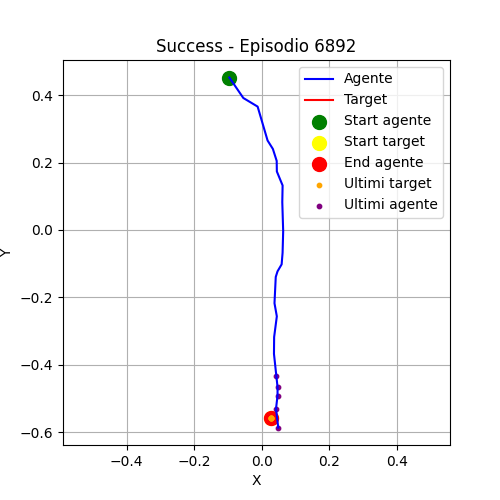 Success - Episodio 6892
Agente
Target
Start agente
Start target
End agente
Ultimi target
Ultimi agente
Y
0.4
0.2
0.0
−0.2
−0.4
−0.6
−0.4
−0.2
0.0
0.2
0.4
X